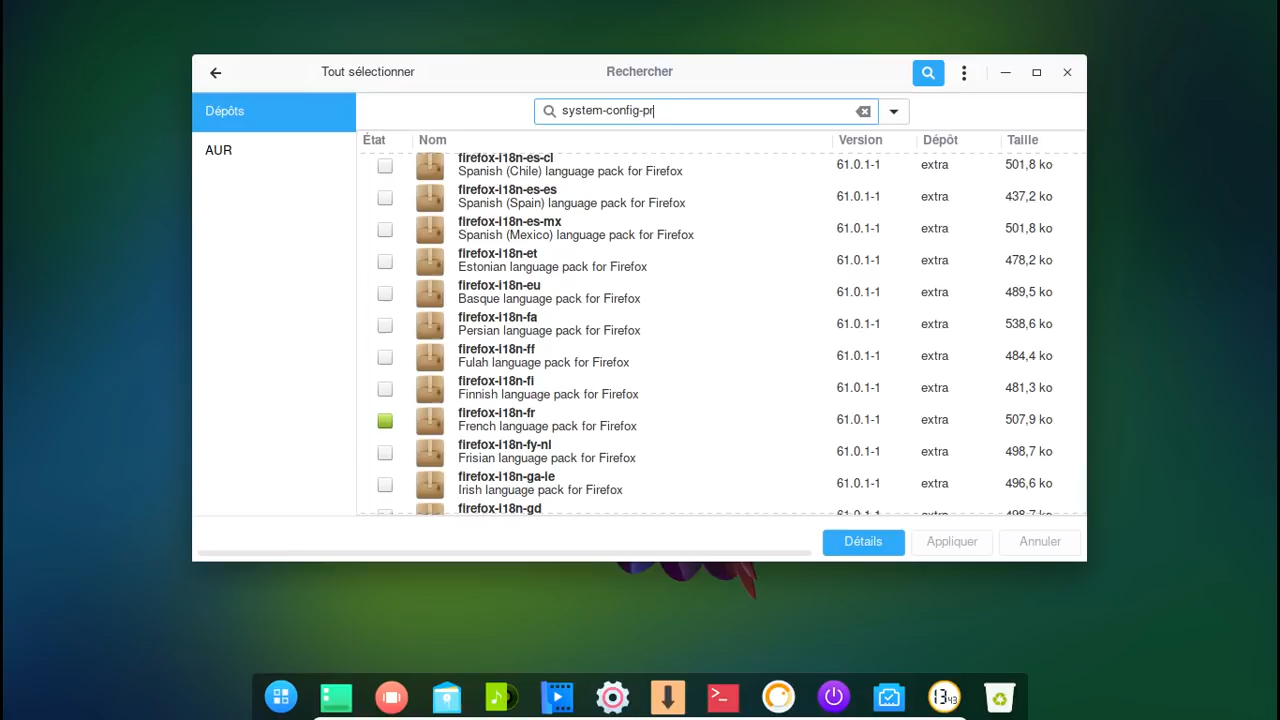 Tout sélectionner
Rechercher
Dépôts
AUR
system-config-pr
État Nom Version Dépôt Taille
firefox-i18n-es-cl
Spanish (Chile) language pack for Firefox 61.0.1-1 extra 501,8 ko
firefox-i18n-es-es
Spanish (Spain) language pack for Firefox 61.0.1-1 extra 437,2 ko
firefox-i18n-es-mx
Spanish (Mexico) language pack for Firefox 61.0.1-1 extra 501,8 ko
firefox-i18n-et
Estonian language pack for Firefox 61.0.1-1 extra 478,2 ko
firefox-i18n-eu
Basque language pack for Firefox 61.0.1-1 extra 489,5 ko
firefox-i18n-fa
Persian language pack for Firefox 61.0.1-1 extra 538,6 ko
firefox-i18n-ff
Fulah language pack for Firefox 61.0.1-1 extra 484,4 ko
firefox-i18n-fi
Finnish language pack for Firefox 61.0.1-1 extra 481,3 ko
firefox-i18n-fr
French language pack for Firefox 61.0.1-1 extra 507,9 ko
firefox-i18n-fy-nl
Frisian language pack for Firefox 61.0.1-1 extra 498,7 ko
firefox-i18n-ga-ie
Irish language pack for Firefox 61.0.1-1 extra 496,6 ko
firefox-i18n-gd 61.0.1-1 extra 498,7 ko
Détails Appliquer Annuler
13 43